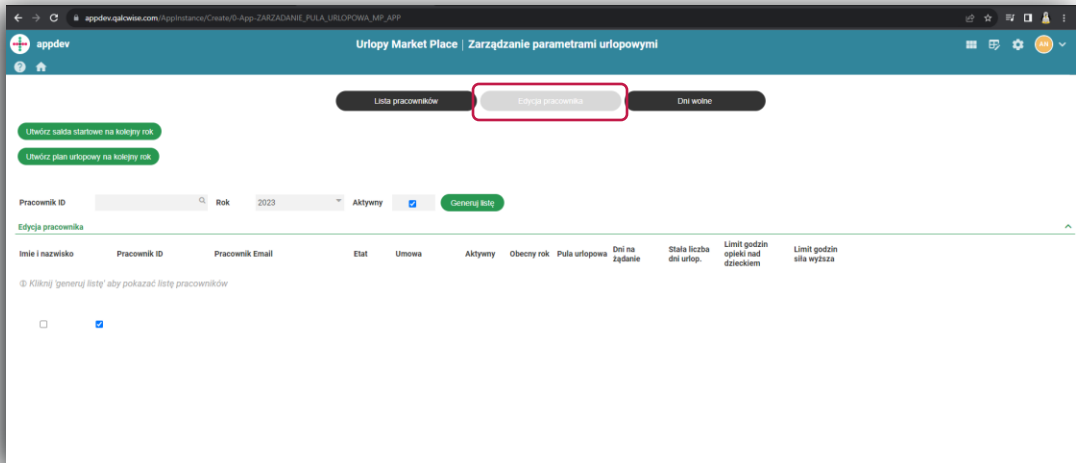 appdev.qalcwise.com/AppInstance/Create/0-App-ZARZADANIE_PULA_URLOPOWA_MP_APP
appdev
Urlopy Market Place | Zarządzanie parametrami urlopowymi
AN
Lista pracowników
Edycja pracownika
Dni wolne
Utwórz salda startowe na kolejny rok
Utwórz plan urlopowy na kolejny rok
Pracownik ID
Rok
2023
Aktywny
Generuj listę
Edycja pracownika
Imie i nazwisko
Pracownik ID
Pracownik Email
Etat
Umowa
Aktywny
Obecny rok
Pula urlopowa
Dni na
żądanie
Stała liczba
dni urlop.
Limit godzin
opieki nad
dzieckiem
Limit godzin
siła wyższa
Kliknij 'generuj listę' aby pokazać listę pracowników